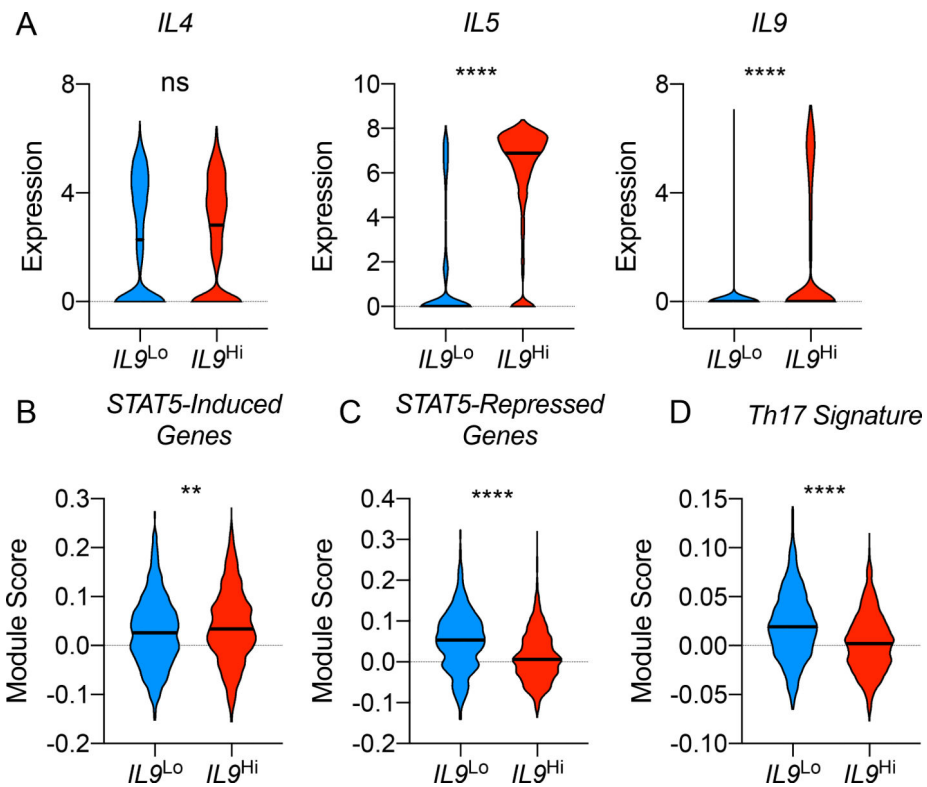 A
IL4
IL5
IL9
ns
****
****
Expression
8
4
0
IL9Lo IL9Hi
Expression
10
8
6
4
2
0
IL9Lo IL9Hi
Expression
8
4
0
IL9Lo IL9Hi
B
STAT5-Induced
Genes
**
Module Score
0.3
0.2
0.1
0.0
-0.1
-0.2
IL9Lo IL9Hi
C
STAT5-Repressed
Genes
****
Module Score
0.4
0.3
0.2
0.1
0.0
-0.1
-0.2
IL9Lo IL9Hi
D
Th17 Signature
****
Module Score
0.15
0.10
0.05
0.00
-0.05
-0.10
IL9Lo IL9Hi